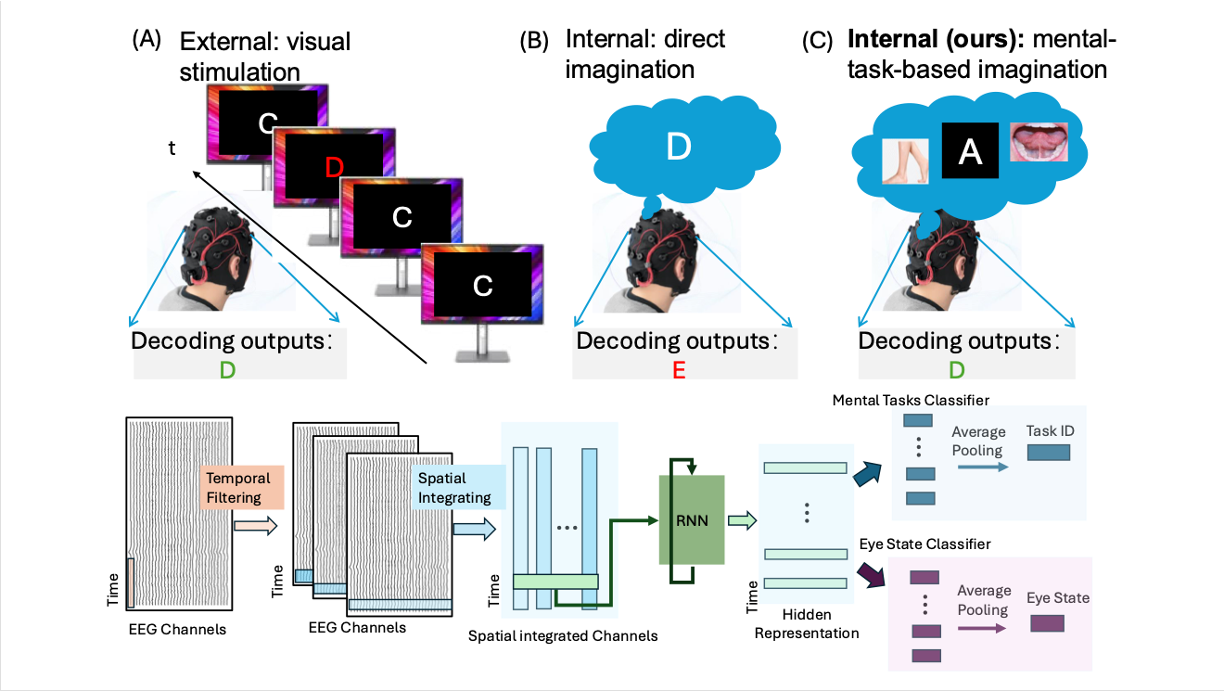 (A) External: visual
stimulation
(B) Internal: direct
imagination
(C) Internal (ours): mental-
task-based imagination
t
C
D
C
C
D
A
Decoding outputs:
D
Decoding outputs:
E
Decoding outputs:
D
Time
EEG Channels
Temporal
Filtering
Time
EEG Channels
Spatial
Integrating
Time
...
Spatial integrated Channels
RNN
Time
Hidden
Representation
Mental Tasks Classifier
Average
Pooling
Task ID
Eye State Classifier
Average
Pooling
Eye State